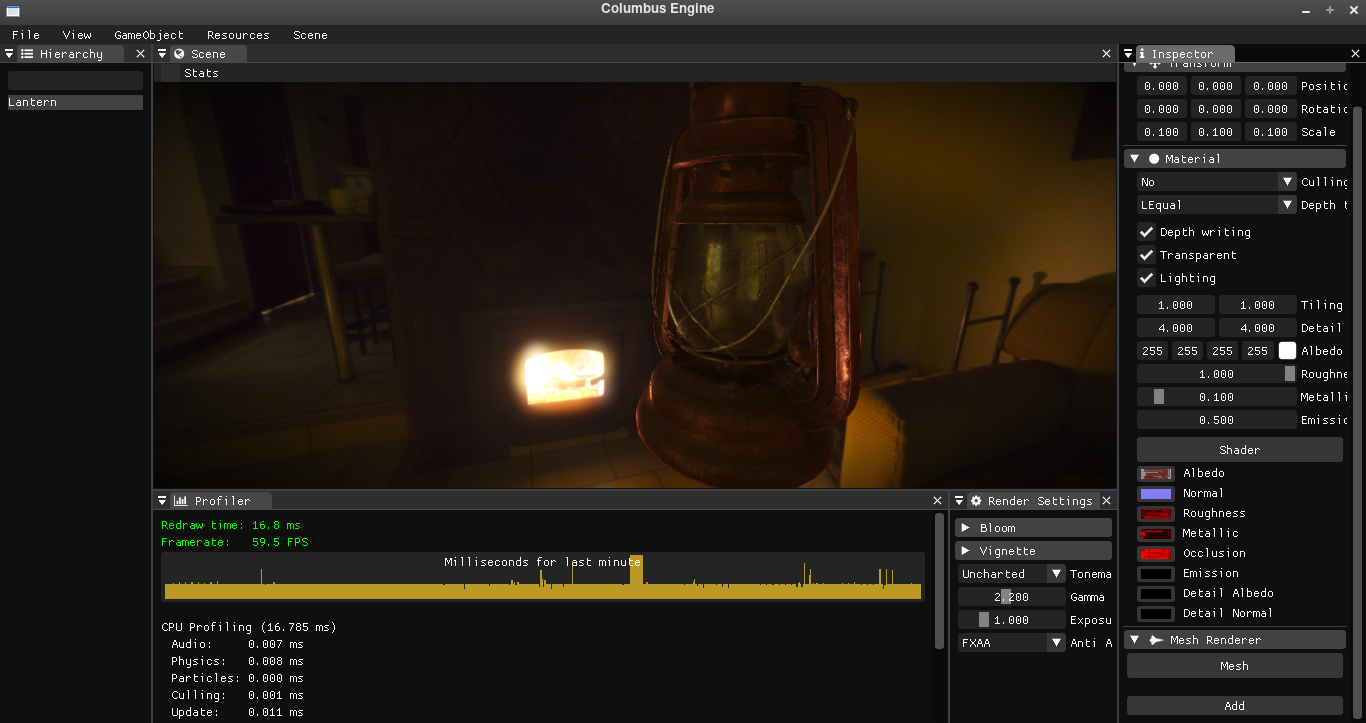 Columbus Engine
File View GameObject Resources Scene
Hierarchy
Lantern
Scene
Stats
Profiler
Redraw time: 16.8 ms
Framerate: 59.5 FPS
Milliseconds for last minute
CPU Profiling (16.785 ms)
Audio: 0.007 ms
Physics: 0.008 ms
Particles: 0.000 ms
Culling: 0.001 ms
Update: 0.011 ms
Render Settings
Bloom
Vignette
Uncharted Tonema
2.200 Gamma
1.000 Exposu
FXAA Anti A
Inspector
Transform
0.000 0.000 0.000 Positic
0.000 0.000 0.000 Rotatic
0.100 0.100 0.100 Scale
Material
No Culling
LEqual Depth t
Depth writing
Transparent
Lighting
1.000 1.000 Tiling
4.000 4.000 Detail
255 255 255 255 Albedo
1.000 Roughne
0.100 Metalli
0.500 Emissic
Shader
Albedo
Normal
Roughness
Metallic
Occlusion
Emission
Detail Albedo
Detail Normal
Mesh Renderer
Mesh
Add